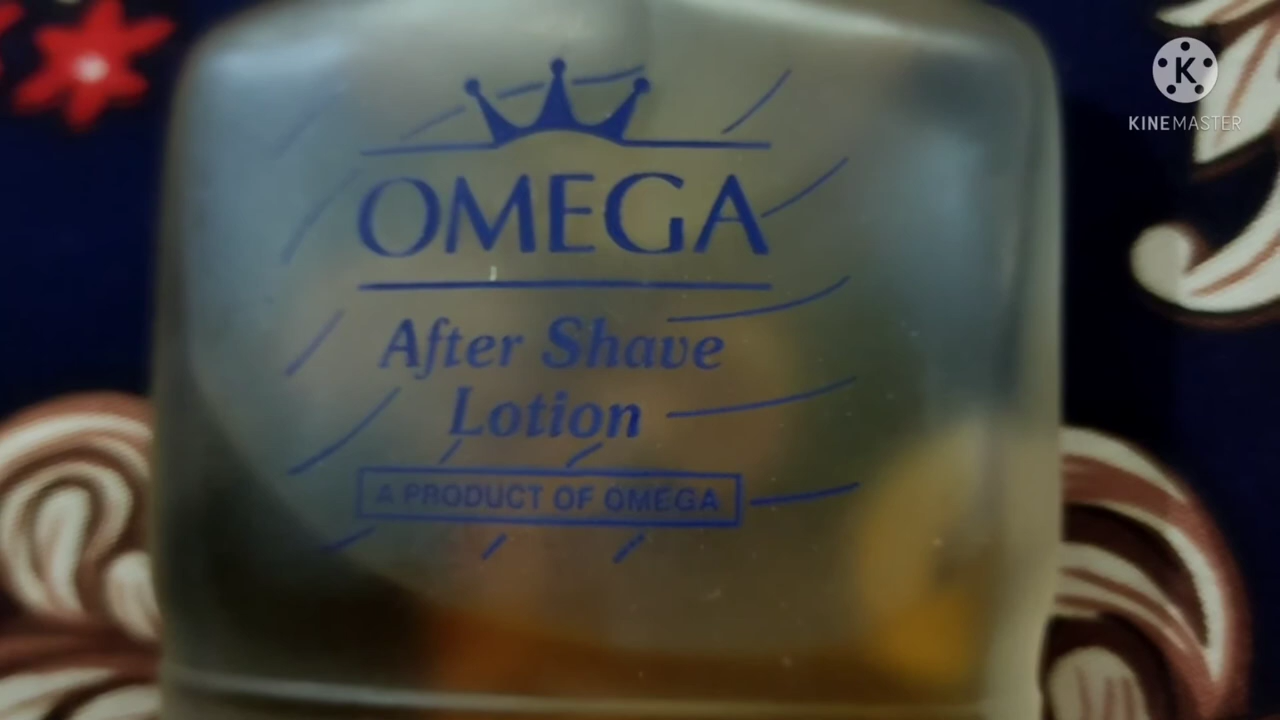 OMEGA
After Shave
Lotion
A PRODUCT OF OMEGA
K
KINEMASTER